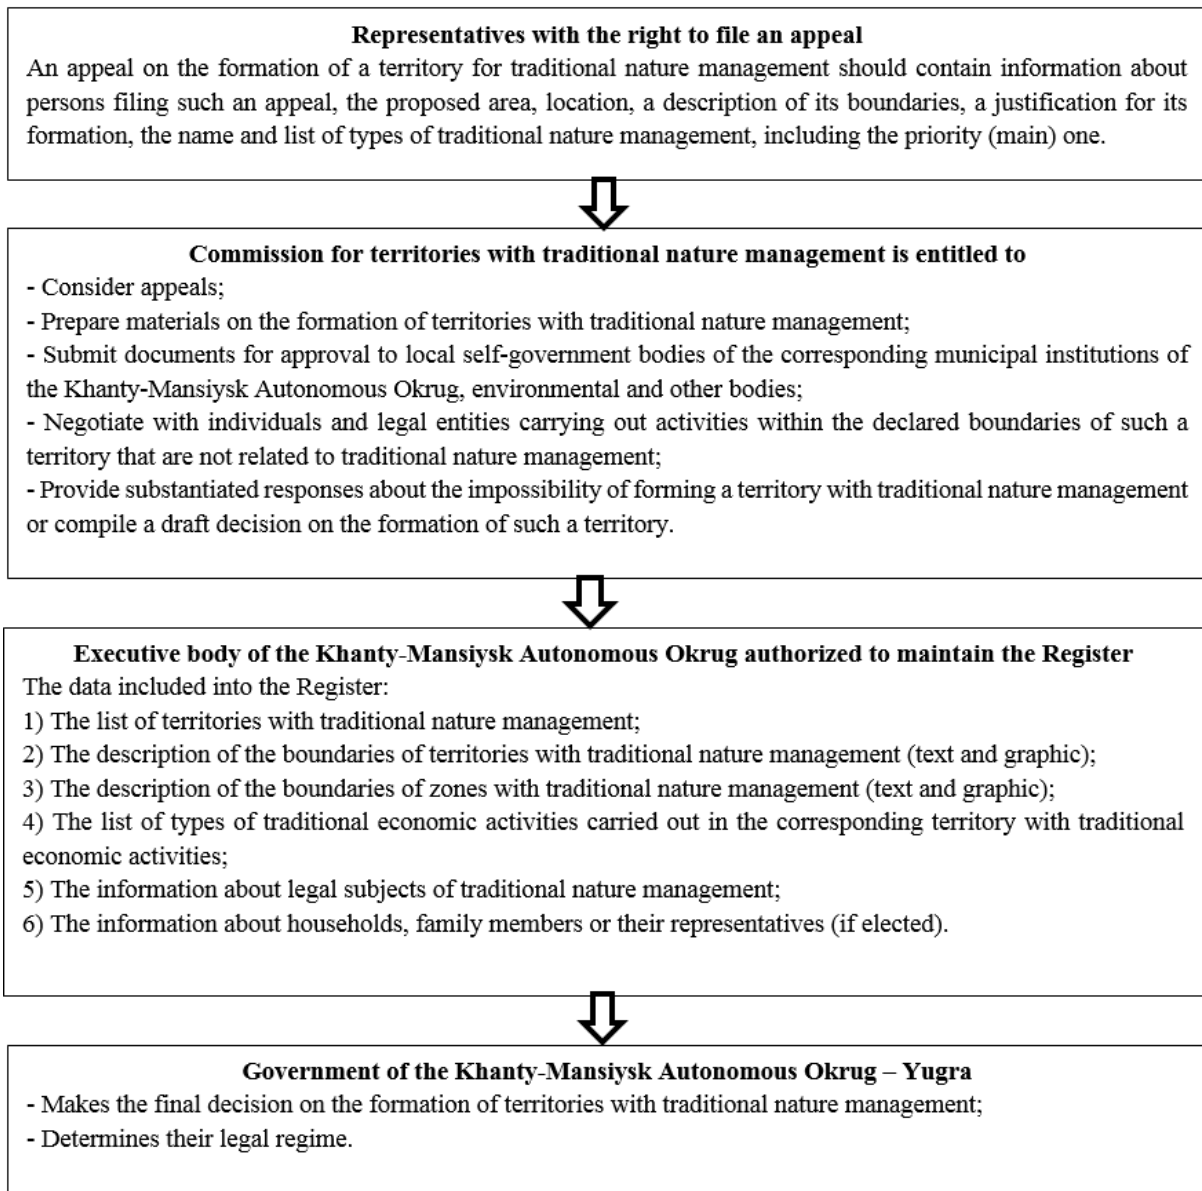 Representatives with the right to file an appeal
An appeal on the formation of a territory for traditional nature management should contain information about
persons filing such an appeal, the proposed area, location, a description of its boundaries, a justification for its
formation, the name and list of types of traditional nature management, including the priority (main) one.
Commission for territories with traditional nature management is entitled to
- Consider appeals;
- Prepare materials on the formation of territories with traditional nature management;
- Submit documents for approval to local self-government bodies of the corresponding municipal institutions of
the Khanty-Mansiysk Autonomous Okrug, environmental and other bodies;
- Negotiate with individuals and legal entities carrying out activities within the declared boundaries of such a
territory that are not related to traditional nature management;
- Provide substantiated responses about the impossibility of forming a territory with traditional nature management
or compile a draft decision on the formation of such a territory.
Executive body of the Khanty-Mansiysk Autonomous Okrug authorized to maintain the Register
The data included into the Register:
1) The list of territories with traditional nature management;
2) The description of the boundaries of territories with traditional nature management (text and graphic);
3) The description of the boundaries of zones with traditional nature management (text and graphic);
4) The list of types of traditional economic activities carried out in the corresponding territory with traditional
economic activities;
5) The information about legal subjects of traditional nature management;
6) The information about households, family members or their representatives (if elected).
Government of the Khanty-Mansiysk Autonomous Okrug – Yugra
- Makes the final decision on the formation of territories with traditional nature management;
- Determines their legal regime.